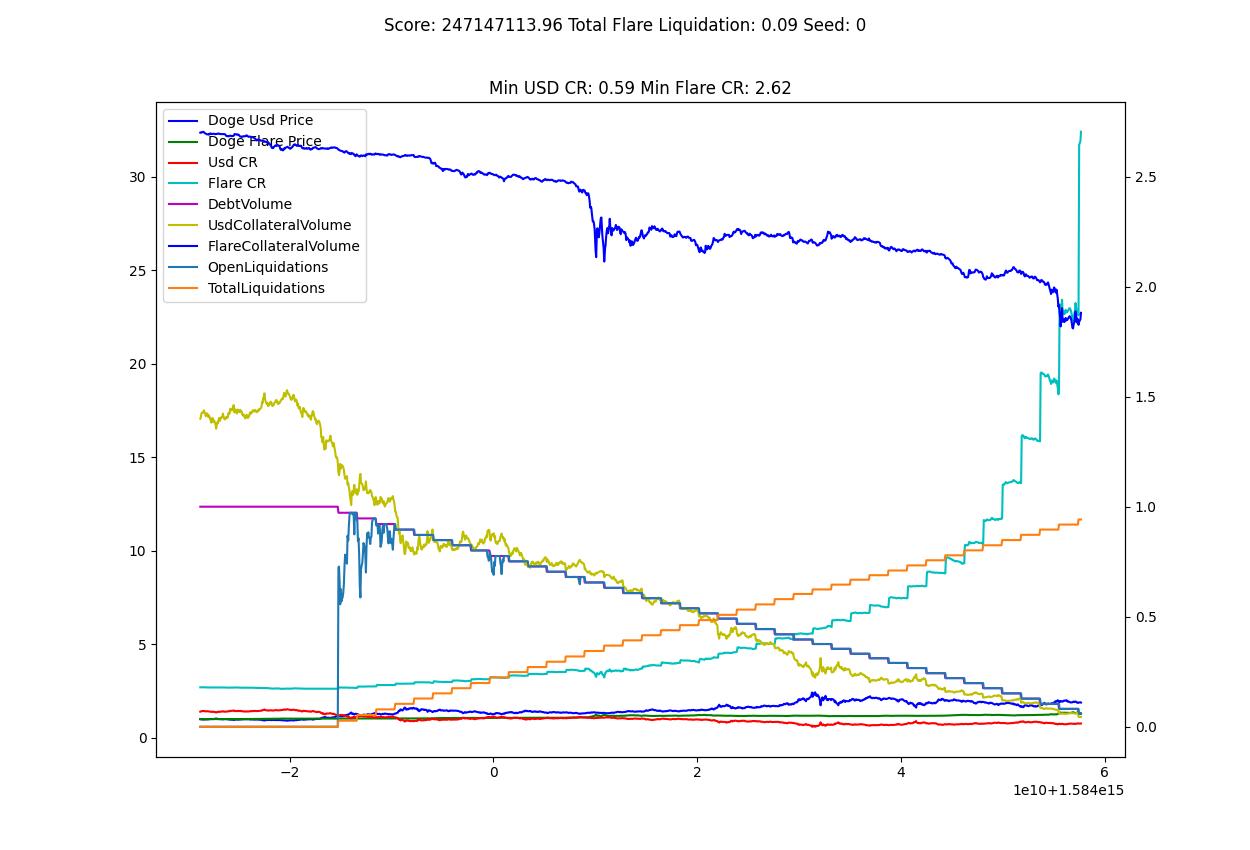 Score: 247147113.96 Total Flare Liquidation: 0.09 Seed: 0
Min USD CR: 0.59 Min Flare CR: 2.62
Doge Usd Price
Doge Flare Price
Usd CR
Flare CR
DebtVolume
UsdCollateralVolume
FlareCollateralVolume
OpenLiquidations
TotalLiquidations
30
25
20
15
10
5
0
2.5
2.0
1.5
1.0
0.5
0.0
−2
0
2
4
6
1e10+1.584e15